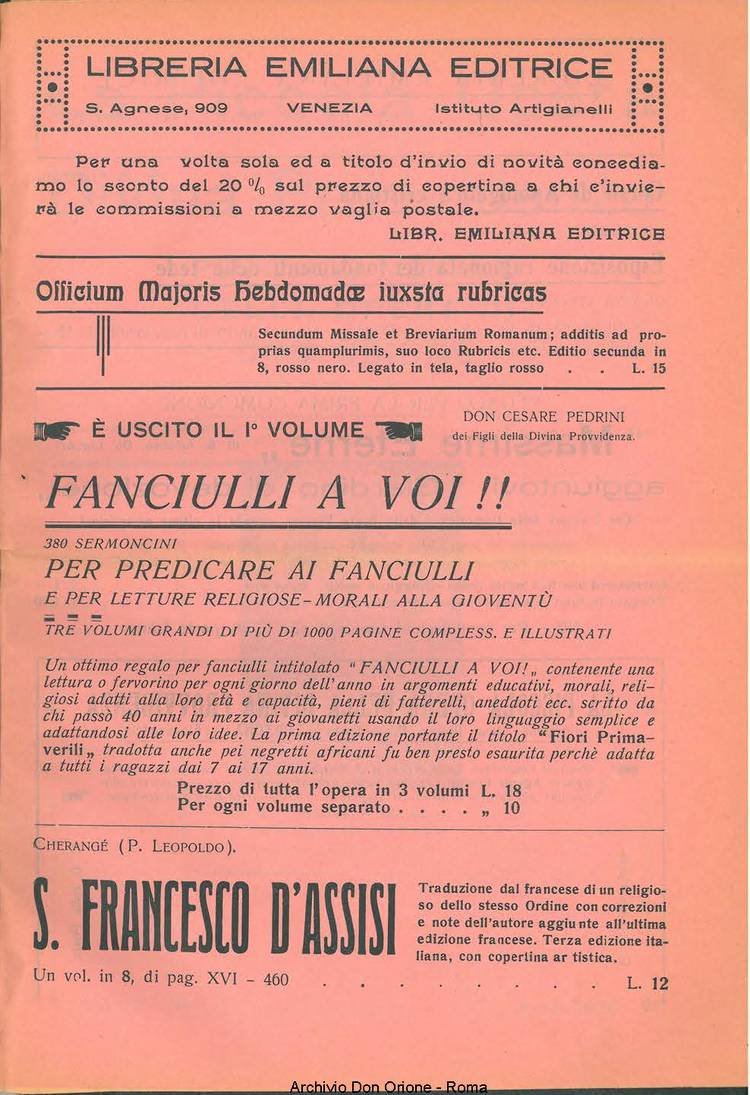 LIBRERIA EMILIANA EDITRICE
S. Agnese, 909 VENEZIA Istituto Artigianelli
Per una volta sola ed a titolo d'invio di novità concedia-
mo lo sconto del 20 % sul prezzo di copertina a chi c'invie-
rà le commissioni a mezzo vaglia postale.
LIBR. EMILIANA EDITRICE
Officium Majoris Hebdomadæ iuxsta rubricas
Secundum Missale et Breviarium Romanum; additis ad pro-
prias quamplurimis, suo loco Rubricis etc. Editio secunda in
8, rosso nero. Legato in tela, taglio rosso . . L. 15
È USCITO IL I° VOLUME
DON CESARE PEDRINI
dei Figli della Divina Provvidenza.
FANCIULLI A VOI !!
380 SERMONCINI
PER PREDICARE AI FANCIULLI
E PER LETTURE RELIGIOSE-MORALI ALLA GIOVENTÙ
TRE VOLUMI GRANDI DI PIÙ DI 1000 PAGINE COMPLESS. E ILLUSTRATI
Un ottimo regalo per fanciulli intitolato "FANCIULLI A VOI!„ contenente una
lettura o fervorino per ogni giorno dell'anno in argomenti educativi, morali, reli-
giosi adatti alla loro età e capacità, pieni di fatterelli, aneddoti ecc. scritto da
chi passò 40 anni in mezzo ai giovanetti usando il loro linguaggio semplice e
adattandosi alle loro idee. La prima edizione portante il titolo "Fiori Prima-
verili„ tradotta anche pei negretti africani fu ben presto esaurita perchè adatta
a tutti i ragazzi dai 7 ai 17 anni.
Prezzo di tutta l'opera in 3 volumi L. 18
Per ogni volume separato . . . . „ 10
CHERANGÉ (P. LEOPOLDO).
S. FRANCESCO D'ASSISI
Traduzione dal francese di un religio-
so dello stesso Ordine con correzioni
e note dell'autore aggiunte all'ultima
edizione francese. Terza edizione ita-
liana, con copertina ar tistica.
Un vol. in 8, di pag. XVI - 460 . . . . . . . . L. 12
Archivio Don Orione - Roma